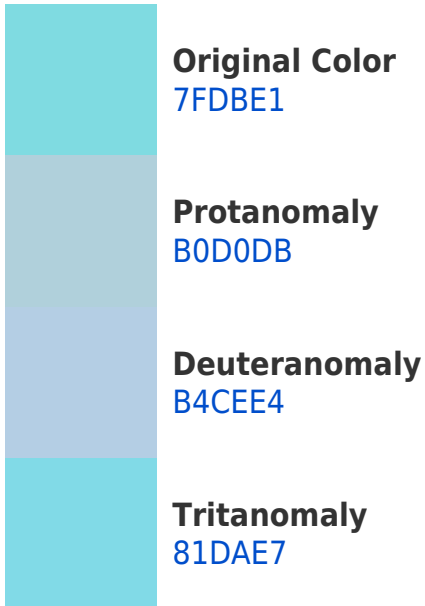 Original Color
7FDBE1
Protanomaly
B0D0DB
Deuteranomaly
B4CEE4
Tritanomaly
81DAE7